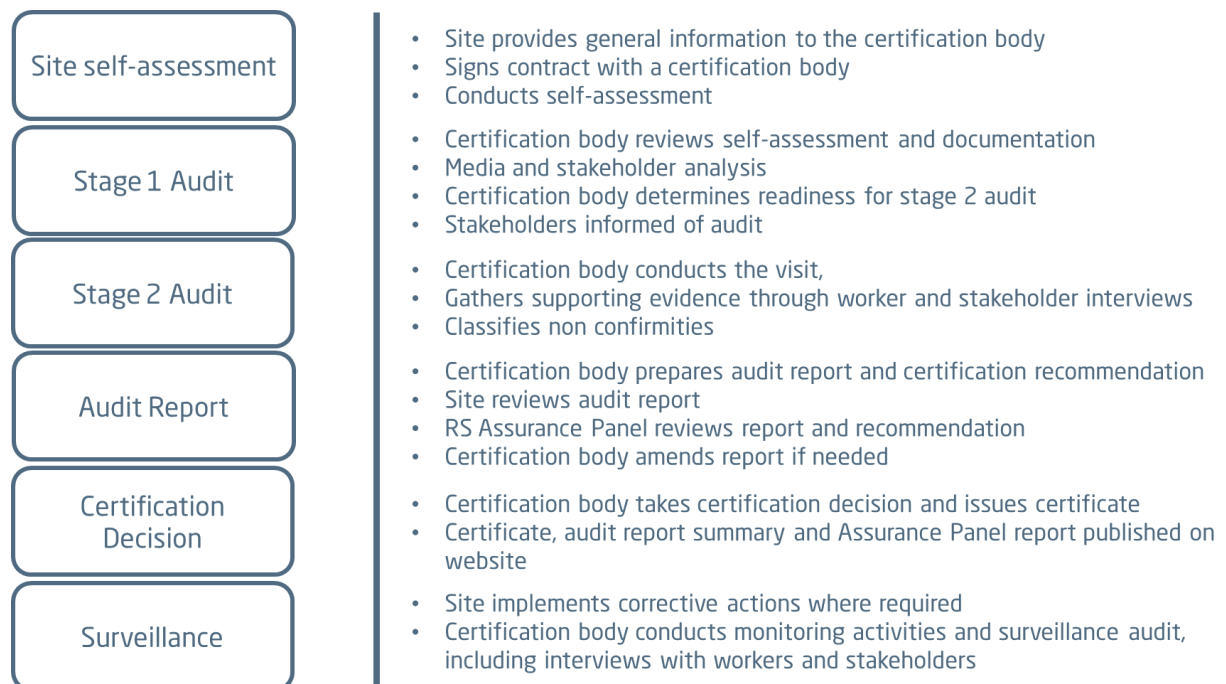 Site self-assessment
• Site provides general information to the certification body
• Signs contract with a certification body
• Conducts self-assessment
Stage 1 Audit
• Certification body reviews self-assessment and documentation
• Media and stakeholder analysis
• Certification body determines readiness for stage 2 audit
• Stakeholders informed of audit
Stage 2 Audit
• Certification body conducts the visit,
• Gathers supporting evidence through worker and stakeholder interviews
• Classifies non confirmities
Audit Report
• Certification body prepares audit report and certification recommendation
• Site reviews audit report
• RS Assurance Panel reviews report and recommendation
• Certification body amends report if needed
Certification
Decision
• Certification body takes certification decision and issues certificate
• Certificate, audit report summary and Assurance Panel report published on
website
Surveillance
• Site implements corrective actions where required
• Certification body conducts monitoring activities and surveillance audit,
including interviews with workers and stakeholders